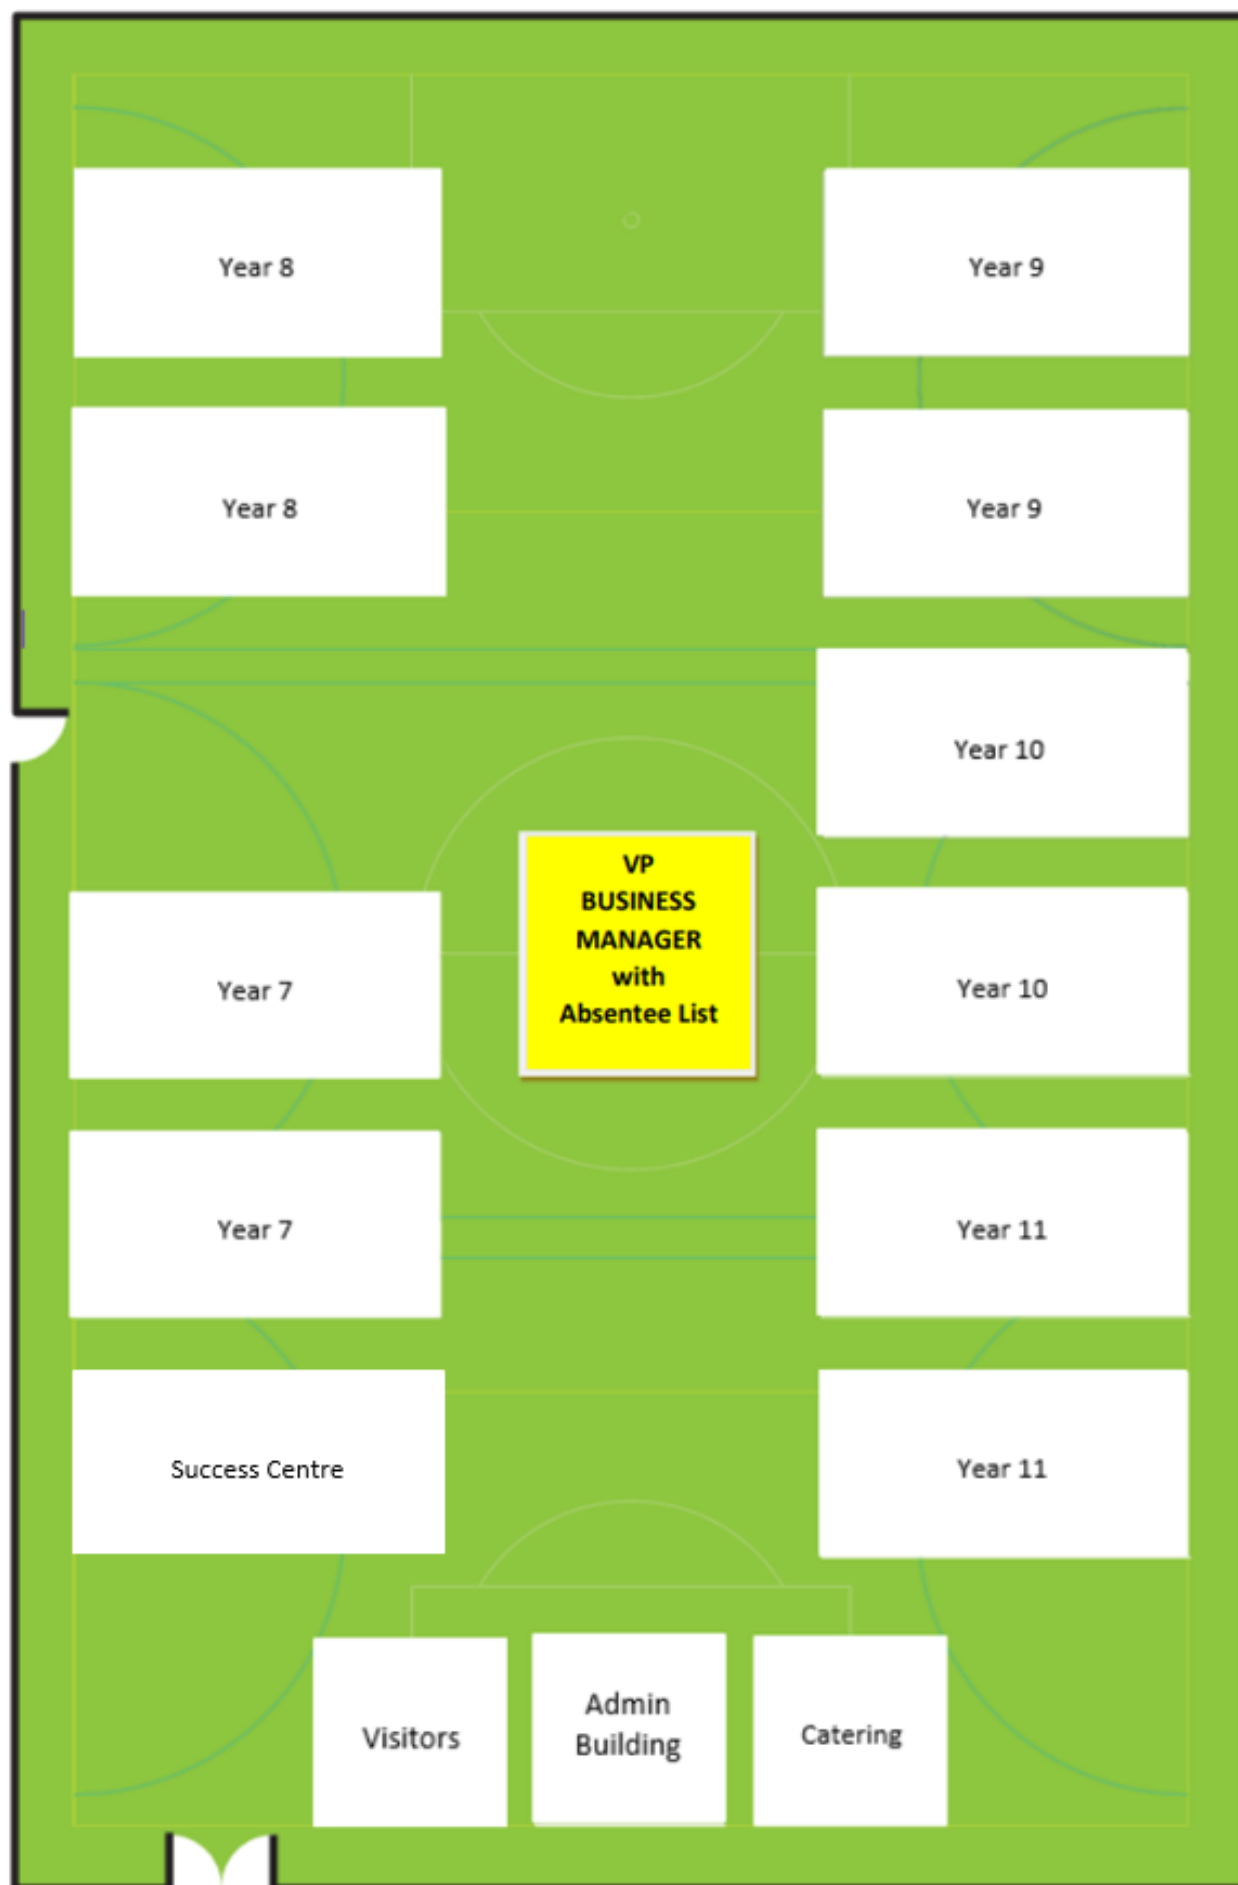 Year 8
Year 9
Year 8
Year 9
Year 10
VP
BUSINESS
MANAGER
with
Absentee List
Year 7
Year 10
Year 7
Year 11
Success Centre
Year 11
Visitors
Admin
Building
Catering